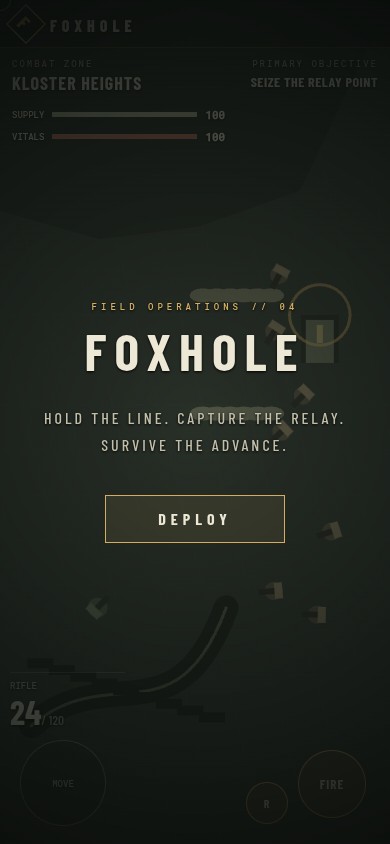 F FOXHOLE
COMBAT ZONE
KLOSTER HEIGHTS
PRIMARY OBJECTIVE
SEIZE THE RELAY POINT
SUPPLY 100
VITALS 100
FIELD OPERATIONS // 04
FOXHOLE
HOLD THE LINE. CAPTURE THE RELAY.
SURVIVE THE ADVANCE.
DEPLOY
RIFLE
24 / 120
MOVE
R
FIRE